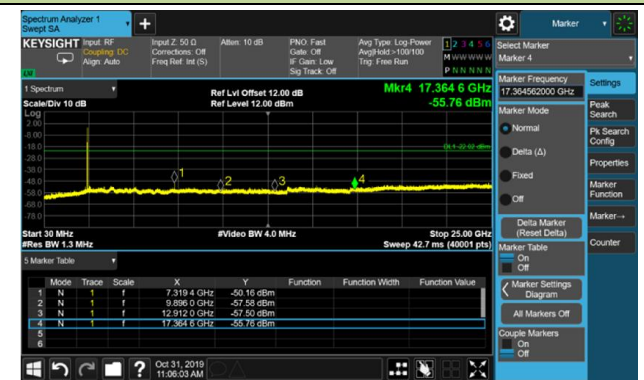 Spectrum Analyzer 1
Swept SA
+
Marker
KEYSIGHT
Input: RF
Coupling: DC
Align: Auto
Input Z: 50 Ω
Corrections: Off
Freq Ref: Int (S)
Atten: 10 dB
PNO: Fast
Gate: Off
IF Gain: Low
Sig Track: Off
Avg Type: Log-Power
Avg|Hold:>100/100
Trig: Free Run
1 2 3 4 5 6
M W W W W W
P N N N N N
LXI
Select Marker
Marker 4
1 Spectrum
Scale/Div 10 dB
Log
Ref Lvl Offset 12.00 dB
Ref Level 12.00 dBm
Mkr4 17.364 6 GHz
-55.76 dBm
2.00
-8.00
-18.0
-28.0
-38.0
-48.0
-58.0
-68.0
-78.0
DL1 -22.02 dBm
1
2
3
4
Start 30 MHz
#Res BW 1.3 MHz
#Video BW 4.0 MHz
Stop 25.00 GHz
Sweep 42.7 ms (40001 pts)
5 Marker Table
Mode Trace Scale X Y Function Function Width Function Value
1 N 1 f 7.319 4 GHz -50.16 dBm
2 N 1 f 9.896 0 GHz -57.58 dBm
3 N 1 f 12.912 0 GHz -57.50 dBm
4 N 1 f 17.364 6 GHz -55.76 dBm
5
6
Marker Frequency
17.364562000 GHz
Marker Mode
Normal
Delta (Δ)
Fixed
Off
Delta Marker
(Reset Delta)
Marker Table
On
Off
Marker Settings
Diagram
All Markers Off
Couple Markers
On
Off
Settings
Peak
Search
Pk Search
Config
Properties
Marker
Function
Marker→
Counter
?
Oct 31, 2019
11:06:03 AM